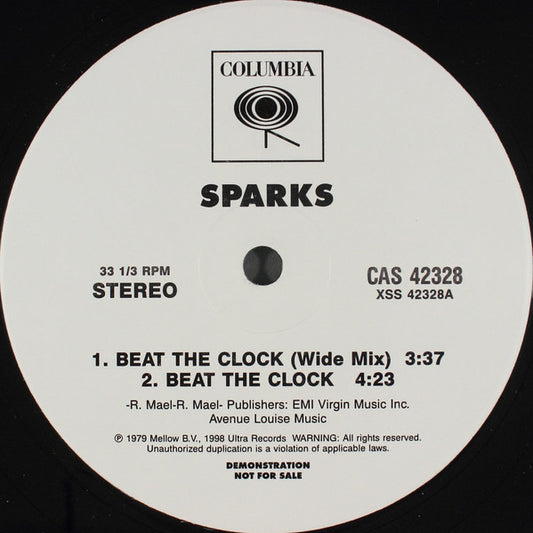 COLUMBIA
SPARKS
33 1/3 RPM
STEREO
CAS 42328
XSS 42328A
1. BEAT THE CLOCK (Wide Mix) 3:37
2. BEAT THE CLOCK 4:23
-R. Mael-R. Mael- Publishers: EMI Virgin Music Inc.
Avenue Louise Music
℗ 1979 Mellow B.V., 1998 Ultra Records WARNING: All rights reserved.
Unauthorized duplication is a violation of applicable laws.
DEMONSTRATION
NOT FOR SALE